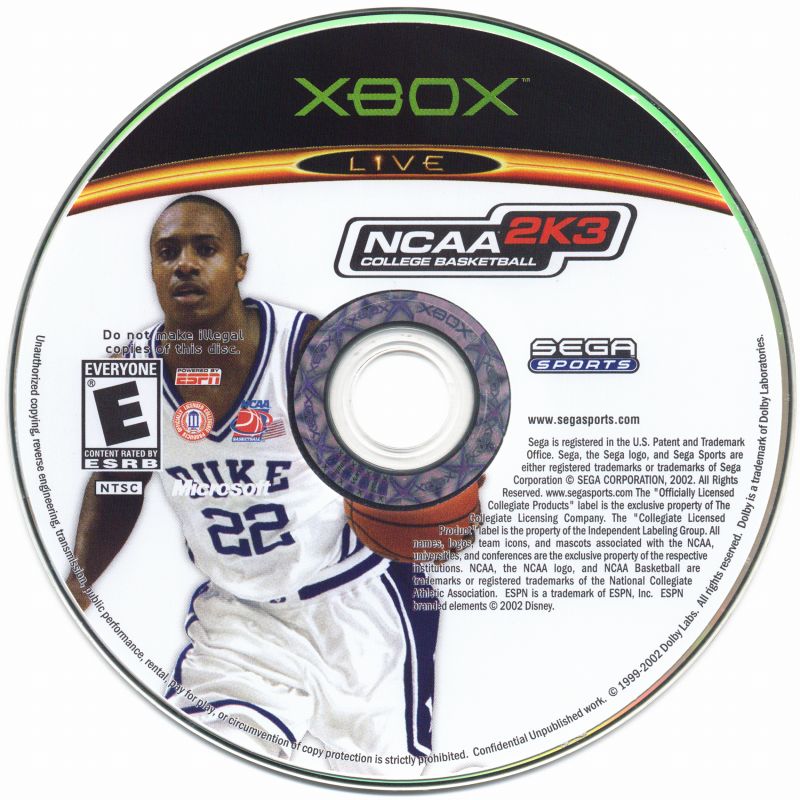 XBOX™
LIVE
NCAA 2K3
COLLEGE BASKETBALL
XBOX
Do not make illegal
copies of this disc.
EVERYONE
E
®
CONTENT RATED BY
ESRB
NTSC
POWERED BY
ESPN
OFFICIALLY LICENSED COLLEGIATE PRODUCTS
NCAA
BASKETBALL
Microsoft
DUKE
22
SEGA
SPORTS
www.segasports.com
Sega is registered in the U.S. Patent and Trademark
Office. Sega, the Sega logo, and Sega Sports are
either registered trademarks or trademarks of Sega
Corporation © SEGA CORPORATION, 2002. All Rights
Reserved. www.segasports.com The "Officially Licensed
Collegiate Products" label is the exclusive property of The
Collegiate Licensing Company. The "Collegiate Licensed
Product" label is the property of the Independent Labeling Group. All
names, logos, team icons, and mascots associated with the NCAA,
universities, and conferences are the exclusive property of the respective
institutions. NCAA, the NCAA logo, and NCAA Basketball are
trademarks or registered trademarks of the National Collegiate
Athletic Association. ESPN is a trademark of ESPN, Inc. ESPN
branded elements © 2002 Disney.
Unauthorized copying, reverse engineering, transmission, public performance, rental, pay for play, or circumvention of copy protection is strictly prohibited. Confidential Unpublished work. © 1999-2002 Dolby Labs. All rights reserved. Dolby is a trademark of Dolby Laboratories.